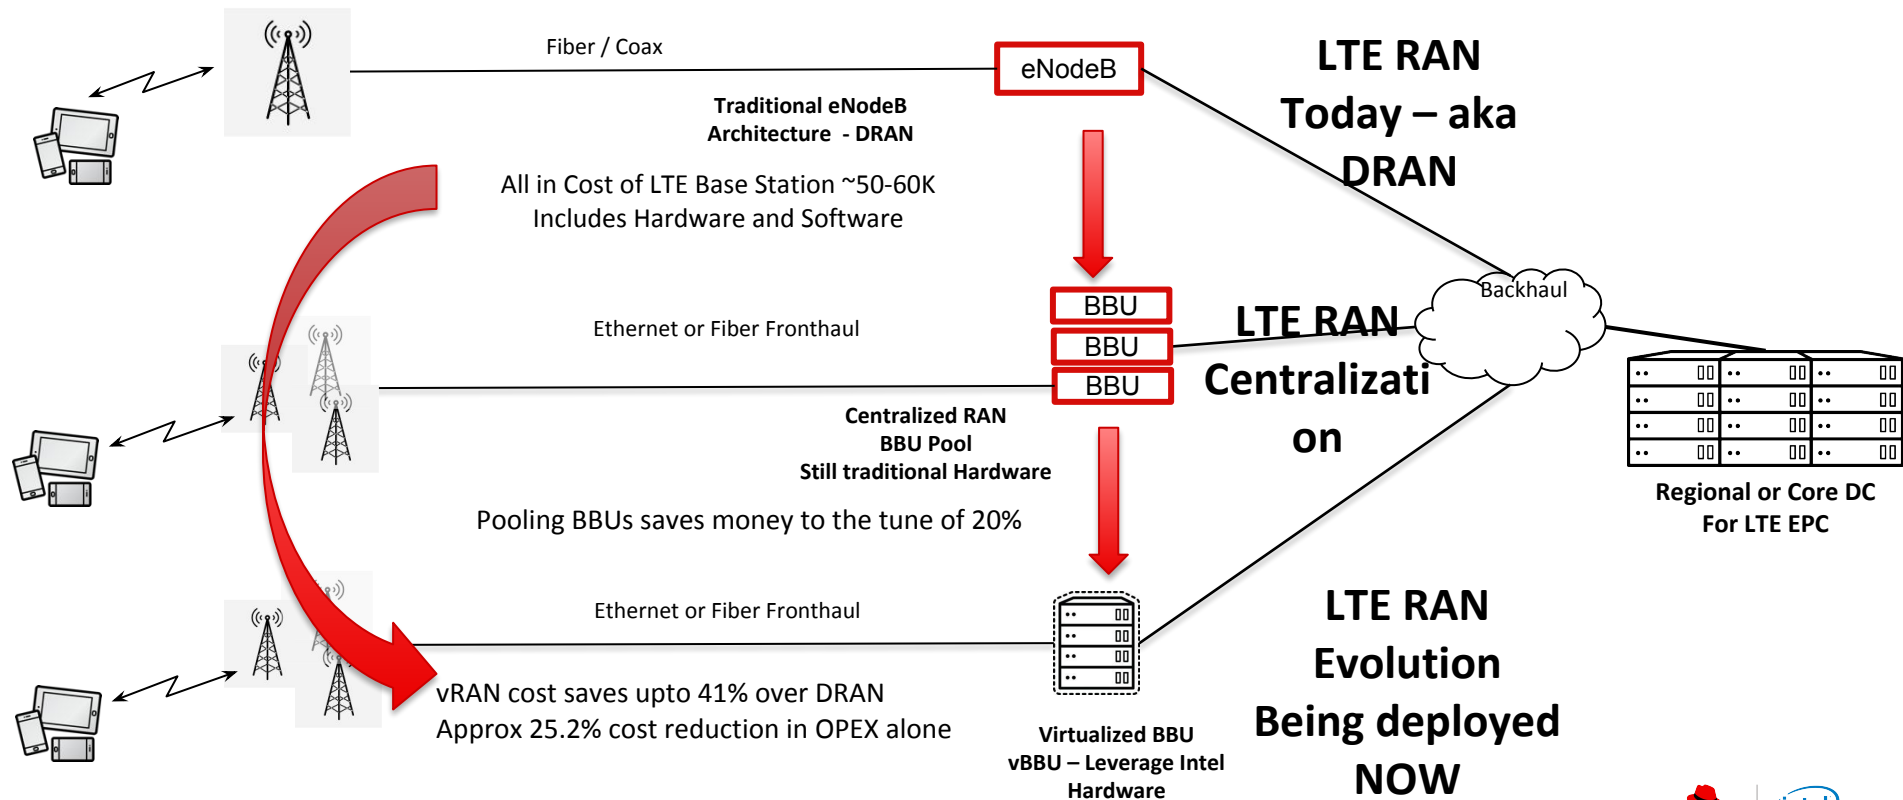 Fiber / Coax
eNodeB
LTE RAN
Today – aka
DRAN
Traditional eNodeB
Architecture - DRAN
All in Cost of LTE Base Station ~50-60K
Includes Hardware and Software
Backhaul
BBU
BBU
BBU
Ethernet or Fiber Fronthaul
LTE RAN
Centralizati
on
Centralized RAN
BBU Pool
Still traditional Hardware
Regional or Core DC
For LTE EPC
Pooling BBUs saves money to the tune of 20%
Ethernet or Fiber Fronthaul
LTE RAN
Evolution
Being deployed
NOW
vRAN cost saves upto 41% over DRAN
Approx 25.2% cost reduction in OPEX alone
Virtualized BBU
vBBU – Leverage Intel
Hardware